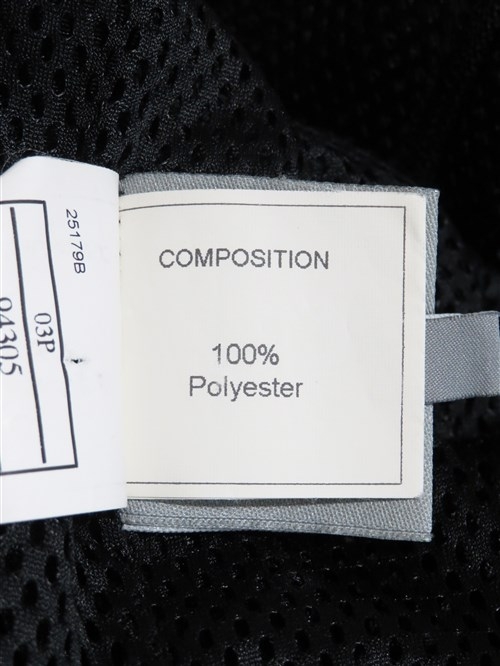 25179B
03P
94305
COMPOSITION
100%
Polyester